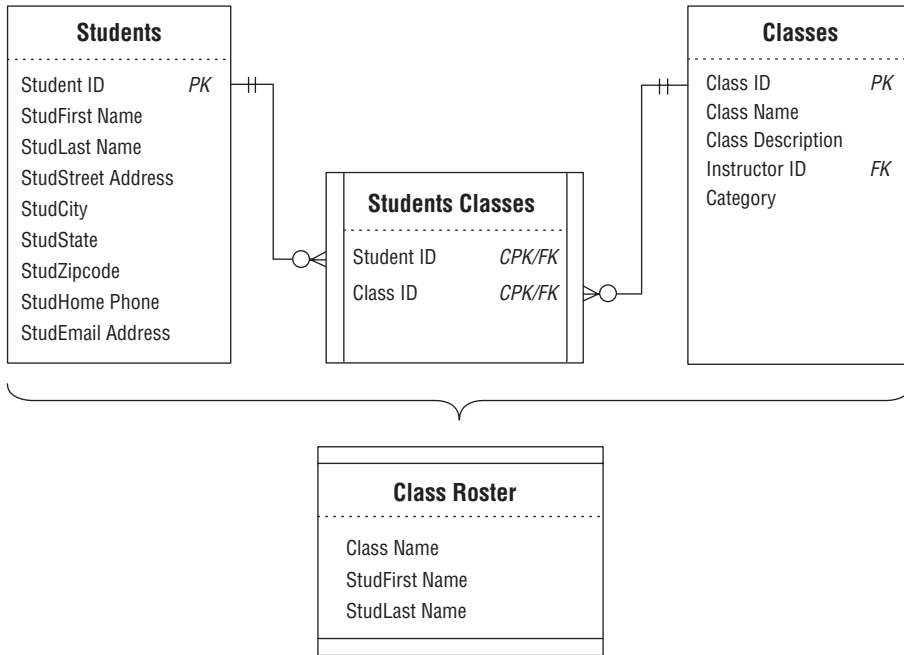 Students
Student ID PK
StudFirst Name
StudLast Name
StudStreet Address
StudCity
StudState
StudZipcode
StudHome Phone
StudEmail Address
Students Classes
Student ID CPK/FK
Class ID CPK/FK
Classes
Class ID PK
Class Name
Class Description
Instructor ID FK
Category
Class Roster
Class Name
StudFirst Name
StudLast Name